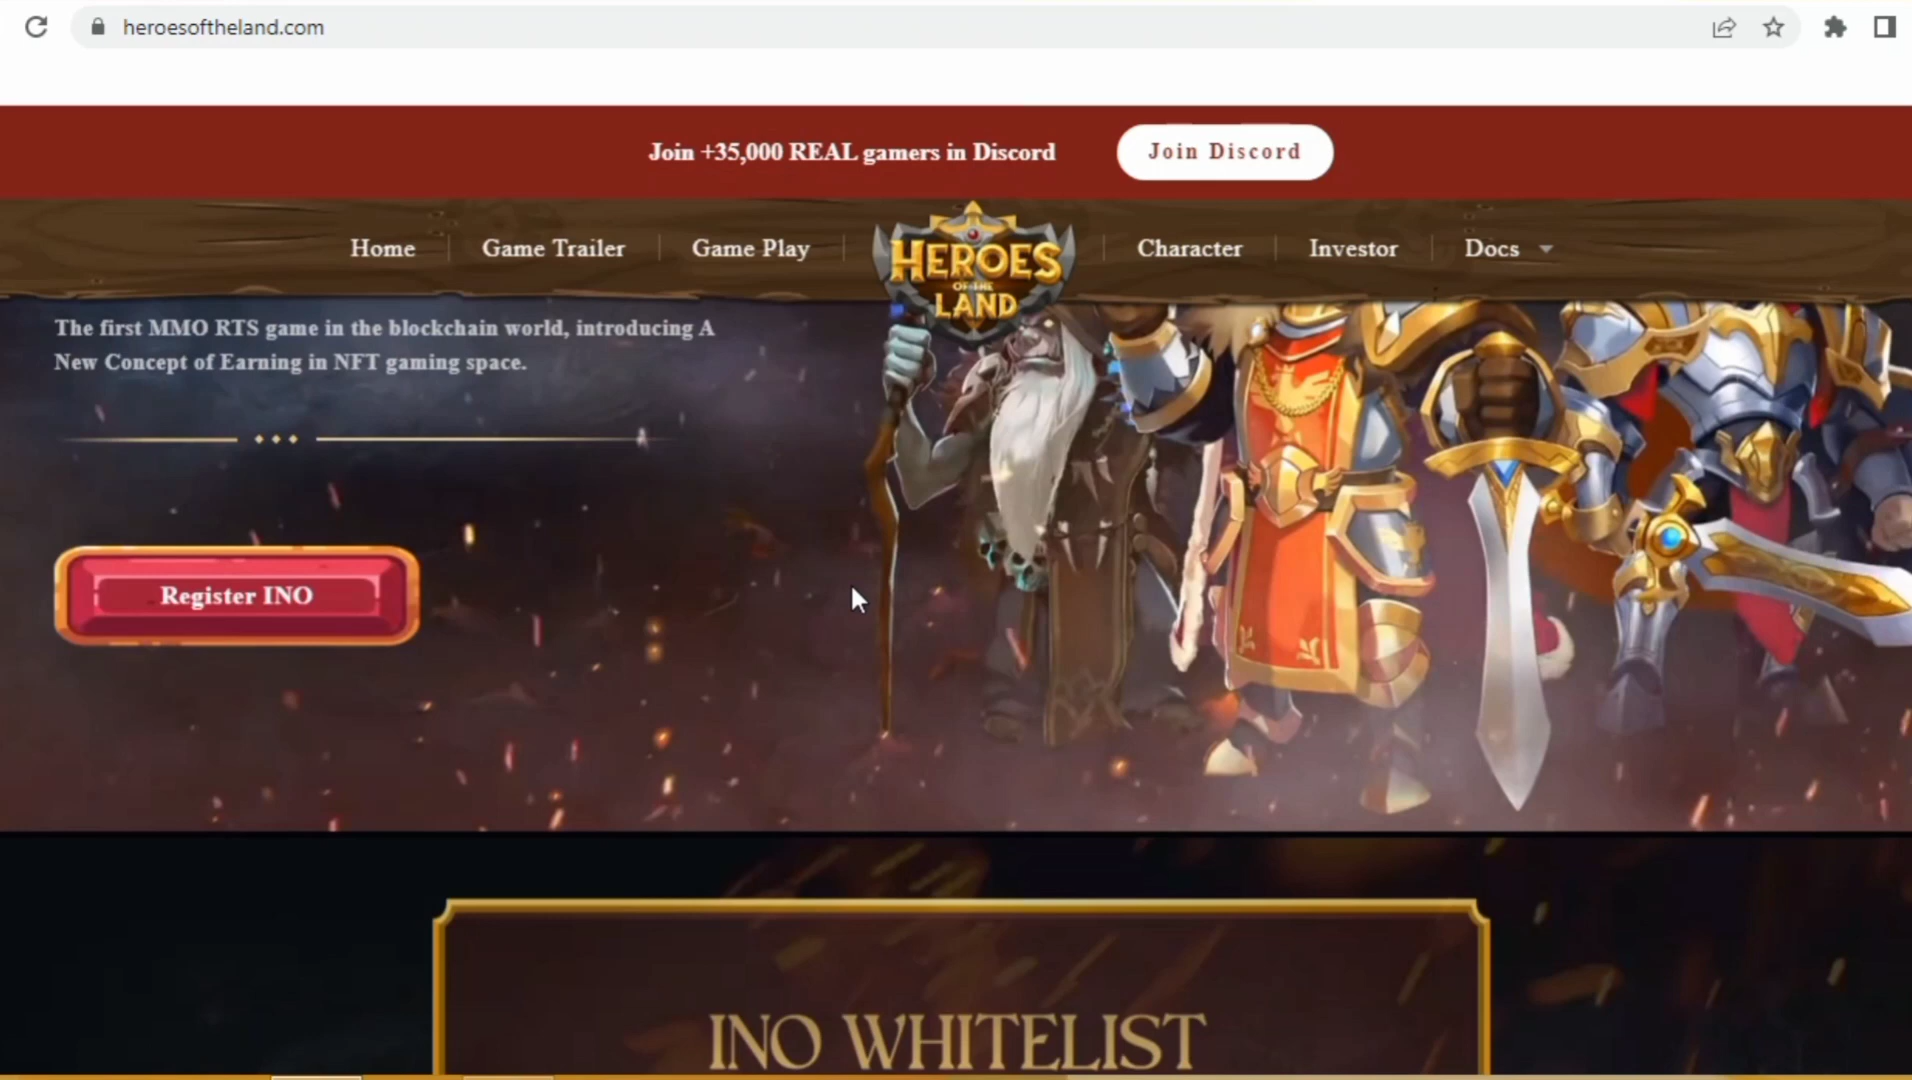 heroesoftheland.com
Join +35,000 REAL gamers in Discord
Join Discord
Home
Game Trailer
Game Play
HEROES
OF THE
LAND
Character
Investor
Docs
The first MMO RTS game in the blockchain world, introducing A
New Concept of Earning in NFT gaming space.
Register INO
INO WHITELIST